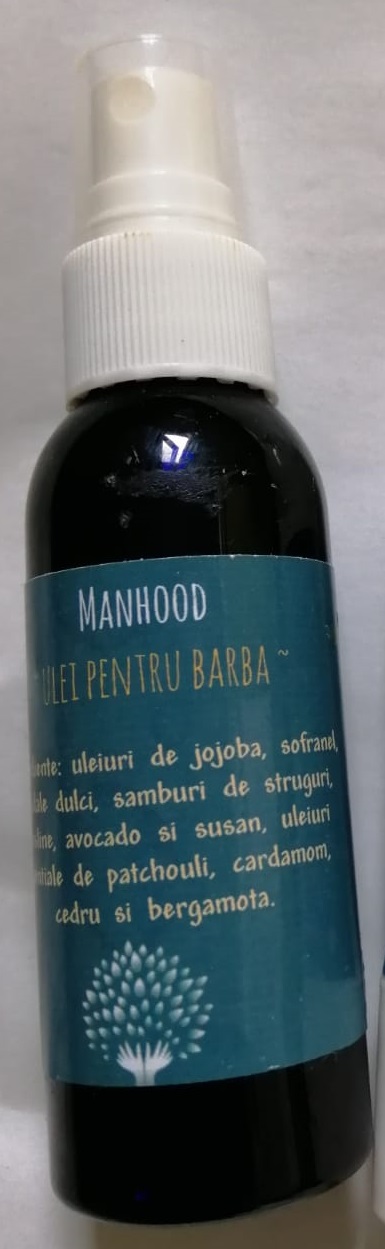 MANHOOD
~ ULEI PENTRU BARBA ~
uleiuri de jojoba, sofranel,
dulci, samburi de struguri,
avocado si susan, uleiuri
de patchouli, cardamom,
cedru si bergamota.